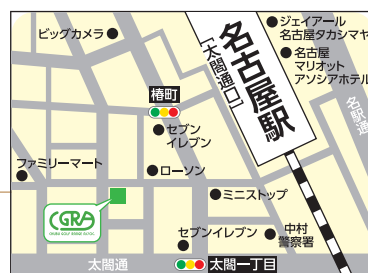 ビッグカメラ
ジェイアール
名古屋タカシマヤ
名古屋
マリオット
アソシアホテル
名古屋駅
[太閤通口]
名駅通
椿町
セブン
イレブン
ファミリーマート
ローソン
ミニストップ
CGRA
セブンイレブン
中村
警察署
太閤通
太閤一丁目